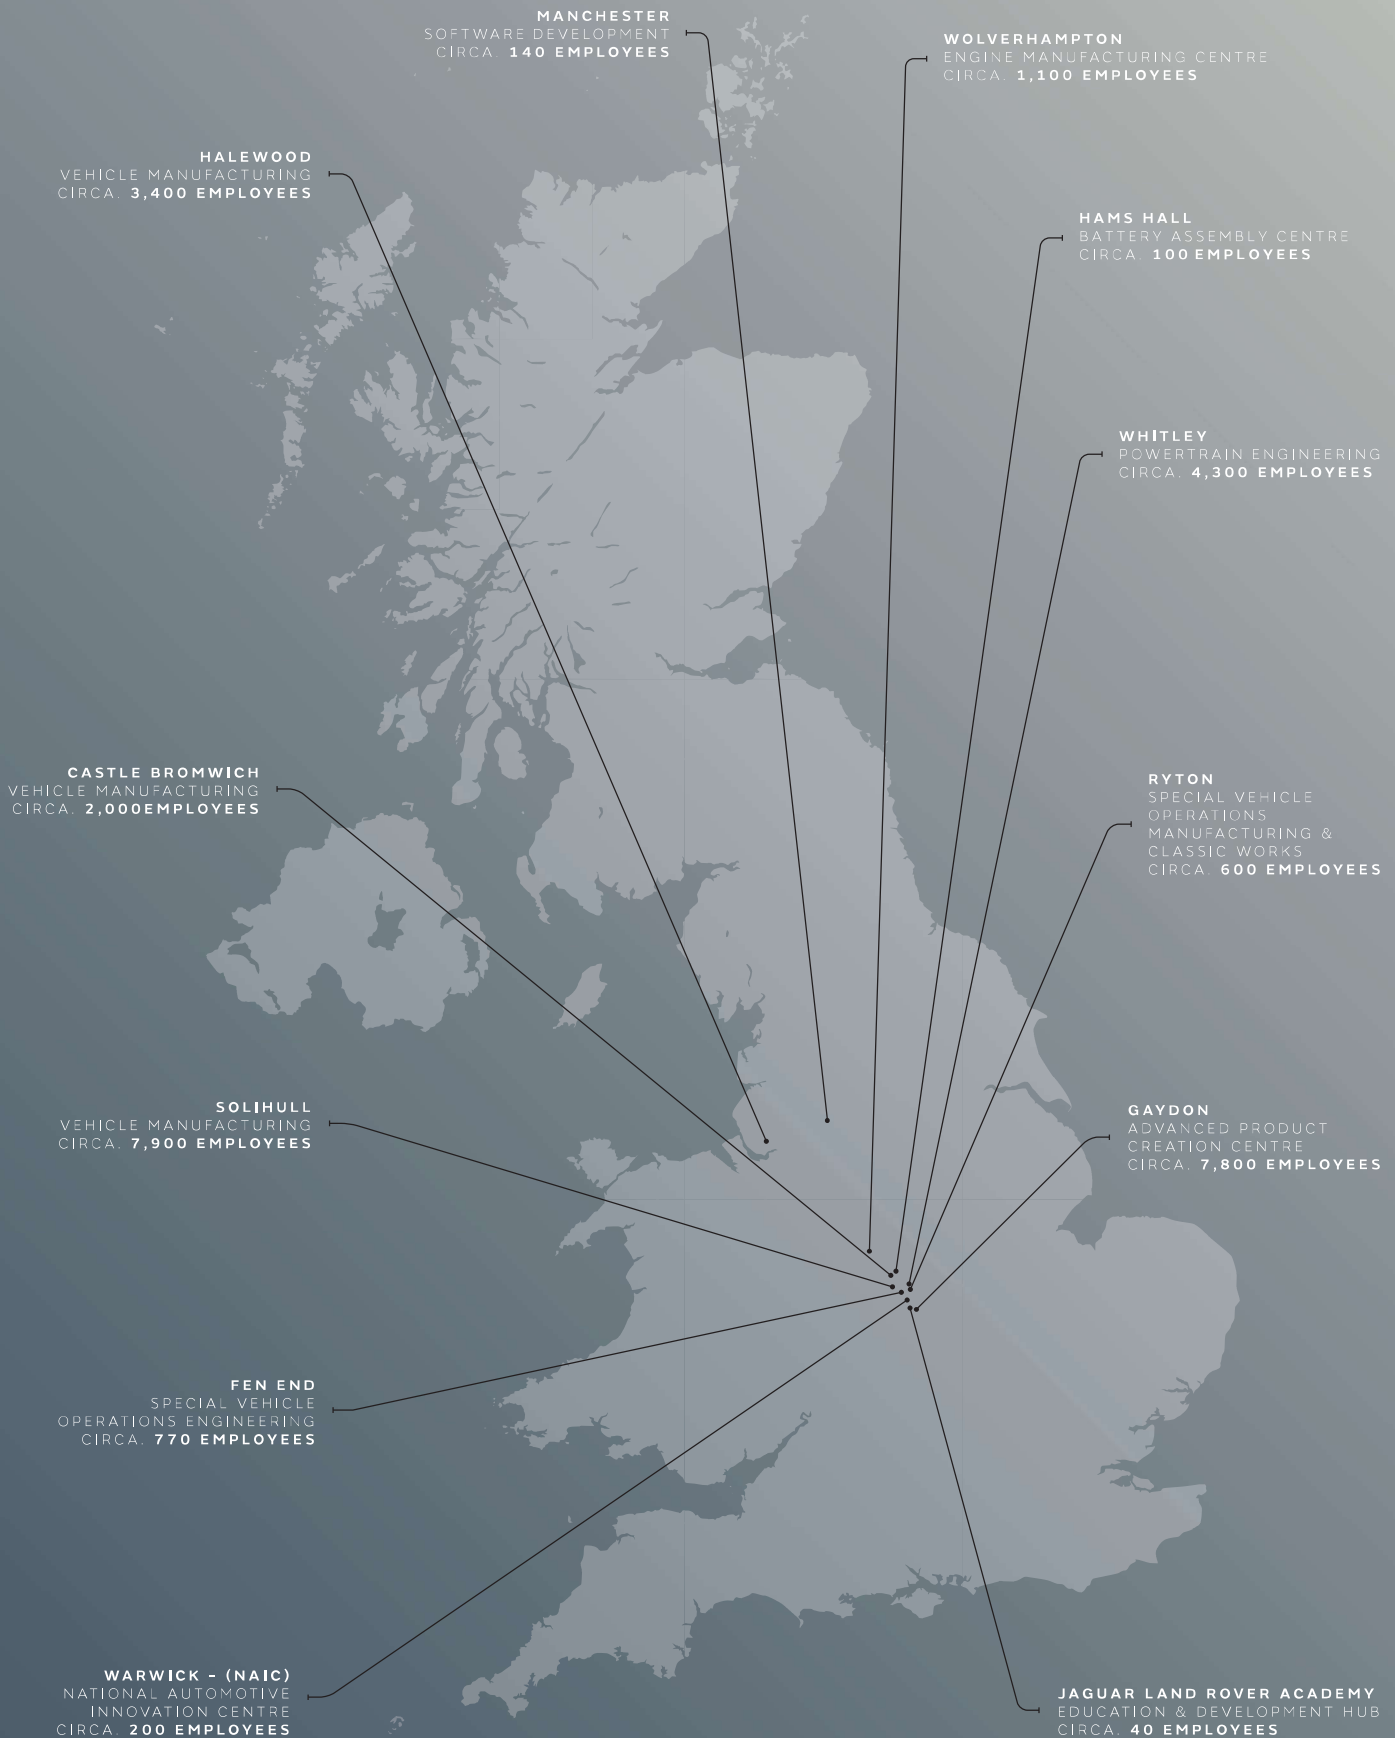 MANCHESTER
SOFTWARE DEVELOPMENT
CIRCA. 140 EMPLOYEES
WOLVERHAMPTON
ENGINE MANUFACTURING CENTRE
CIRCA. 1,100 EMPLOYEES
HALEWOOD
VEHICLE MANUFACTURING
CIRCA. 3,400 EMPLOYEES
HAMS HALL
BATTERY ASSEMBLY CENTRE
CIRCA. 100 EMPLOYEES
WHITLEY
POWERTRAIN ENGINEERING
CIRCA. 4,300 EMPLOYEES
CASTLE BROMWICH
VEHICLE MANUFACTURING
CIRCA. 2,000EMPLOYEES
RYTON
SPECIAL VEHICLE
OPERATIONS
MANUFACTURING &
CLASSIC WORKS
CIRCA. 600 EMPLOYEES
SOLIHULL
VEHICLE MANUFACTURING
CIRCA. 7,900 EMPLOYEES
GAYDON
ADVANCED PRODUCT
CREATION CENTRE
CIRCA. 7,800 EMPLOYEES
FEN END
SPECIAL VEHICLE
OPERATIONS ENGINEERING
CIRCA. 770 EMPLOYEES
WARWICK - (NAIC)
NATIONAL AUTOMOTIVE
INNOVATION CENTRE
CIRCA. 200 EMPLOYEES
JAGUAR LAND ROVER ACADEMY
EDUCATION & DEVELOPMENT HUB
CIRCA. 40 EMPLOYEES